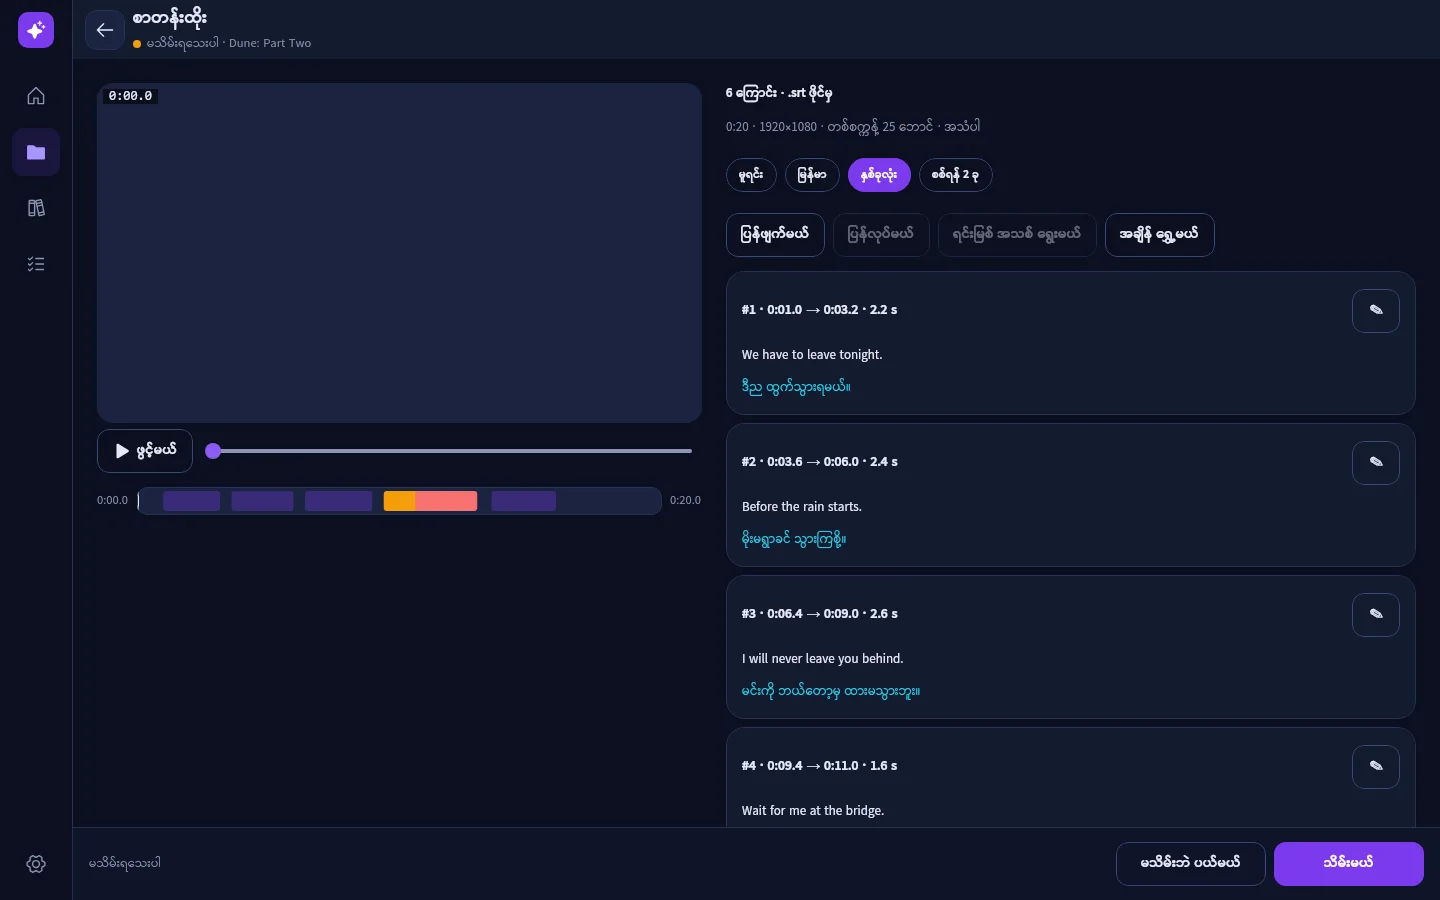 စာတန်းထိုး
မသိမ်းရသေးပါ · Dune: Part Two
0:00.0
ဖွင့်မယ်
0:00.0
0:20.0
6 ကြောင်း - .srt ဖိုင်မှ
0:20 · 1920×1080 · တစ်စက္ကန့် 25 ဘောင် · အသံပါ
မူရင်း
မြန်မာ
နှစ်ခုလုံး
စစ်ရန် 2 ခု
ပြန်ဖျက်မယ်
ပြန်လုပ်မယ်
ရင်းမြစ် အသစ် ရွေးမယ်
အချိန် ရွှေ့မယ်
#1 · 0:01.0 → 0:03.2 · 2.2 s
We have to leave tonight.
ဒီည ထွက်သွားရမယ်။
#2 · 0:03.6 → 0:06.0 · 2.4 s
Before the rain starts.
မိုးမရွာခင် သွားကြစို့။
#3 · 0:06.4 → 0:09.0 · 2.6 s
I will never leave you behind.
မင်းကို ဘယ်တော့မှ ထားမသွားဘူး။
#4 · 0:09.4 → 0:11.0 · 1.6 s
Wait for me at the bridge.
မသိမ်းရသေးပါ
မသိမ်းဘဲ ပယ်မယ်
သိမ်းမယ်